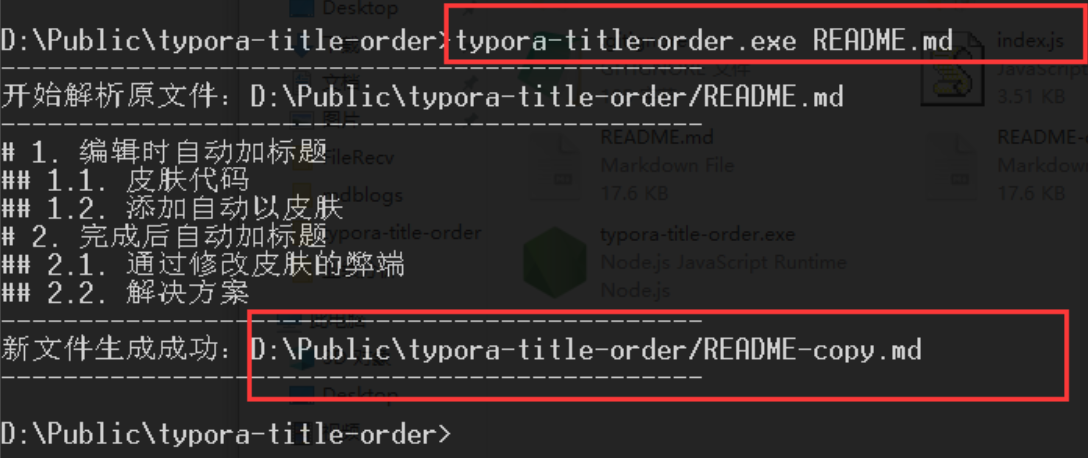 Desktop
D:\Public\typora-title-order>typora-title-order.exe README.md
index.js
JavaScript
3.51 KB
---------------------------------------------------
开始解析原文件: D:\Public\typora-title-order/README.md
---------------------------------------------------
# 1. 编辑时自动加标题
## 1.1. 皮肤代码
## 1.2. 添加自动以皮肤
# 2. 完成后自动加标题
## 2.1. 通过修改皮肤的弊端
## 2.2. 解决方案
---------------------------------------------------
新文件生成成功: D:\Public\typora-title-order/README-copy.md
---------------------------------------------------
D:\Public\typora-title-order>
图片
FileRecv
mdblogs
typora-title-order
此电脑
Desktop
README.md
Markdown File
17.6 KB
typora-title-order.exe
Node.js JavaScript Runtime
Node.js
17.6 KB